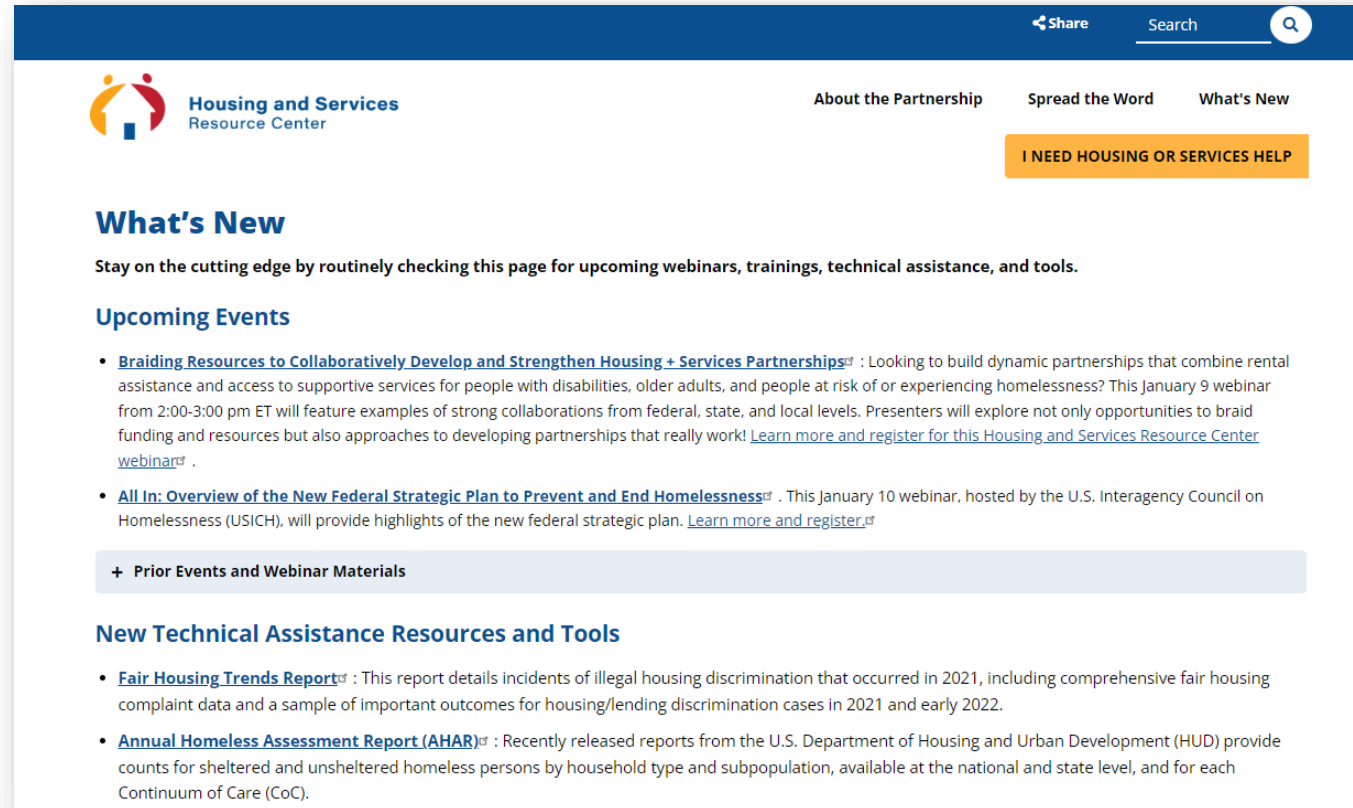 Share
Search
Housing and Services
Resource Center
About the Partnership
Spread the Word
What's New
I NEED HOUSING OR SERVICES HELP
What's New
Stay on the cutting edge by routinely checking this page for upcoming webinars, trainings, technical assistance, and tools.
Upcoming Events
• Braiding Resources to Collaboratively Develop and Strengthen Housing + Services Partnerships : Looking to build dynamic partnerships that combine rental
assistance and access to supportive services for people with disabilities, older adults, and people at risk of or experiencing homelessness? This January 9 webinar
from 2:00-3:00 pm ET will feature examples of strong collaborations from federal, state, and local levels. Presenters will explore not only opportunities to braid
funding and resources but also approaches to developing partnerships that really work! Learn more and register for this Housing and Services Resource Center
webinar .
• All In: Overview of the New Federal Strategic Plan to Prevent and End Homelessness . This January 10 webinar, hosted by the U.S. Interagency Council on
Homelessness (USICH), will provide highlights of the new federal strategic plan. Learn more and register.
+ Prior Events and Webinar Materials
New Technical Assistance Resources and Tools
• Fair Housing Trends Report : This report details incidents of illegal housing discrimination that occurred in 2021, including comprehensive fair housing
complaint data and a sample of important outcomes for housing/lending discrimination cases in 2021 and early 2022.
• Annual Homeless Assessment Report (AHAR) : Recently released reports from the U.S. Department of Housing and Urban Development (HUD) provide
counts for sheltered and unsheltered homeless persons by household type and subpopulation, available at the national and state level, and for each
Continuum of Care (CoC).